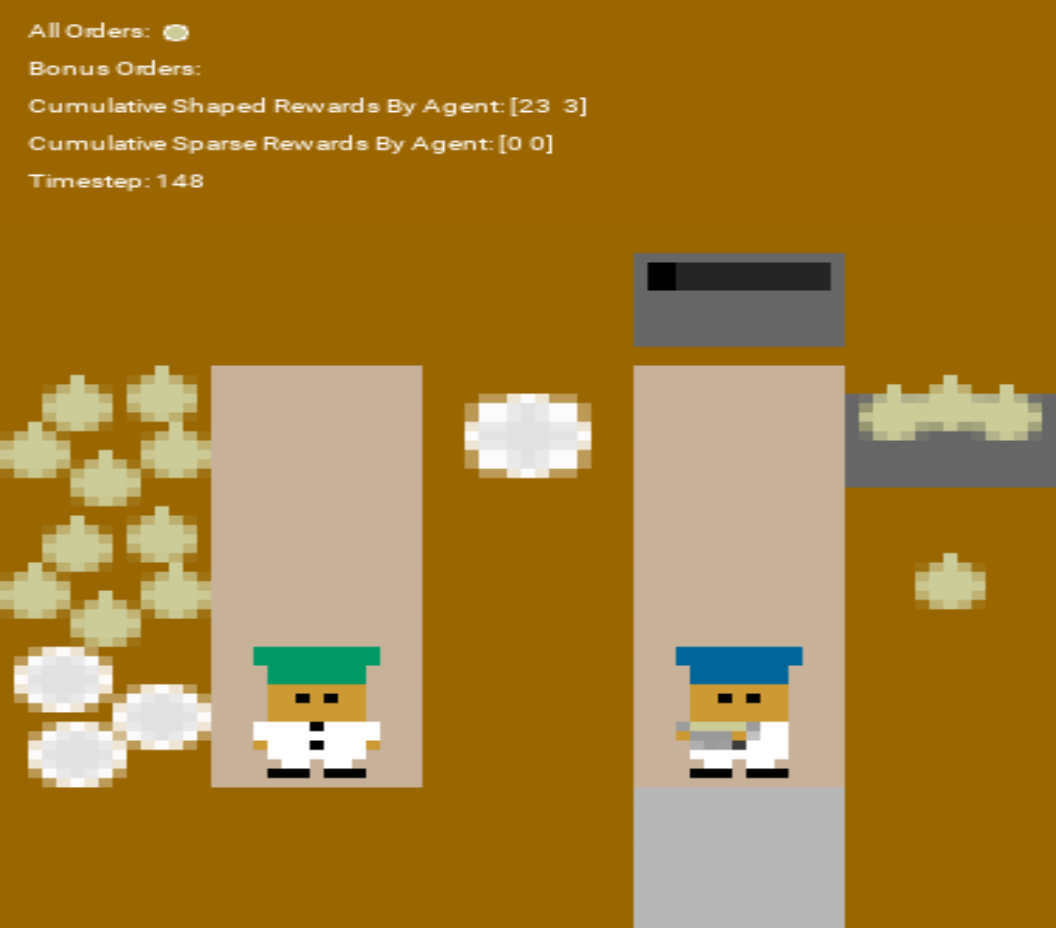 All Orders:
Bonus Orders:
Cumulative Shaped Rewards By Agent: [23 3]
Cumulative Sparse Rewards By Agent: [0 0]
Timestep: 148